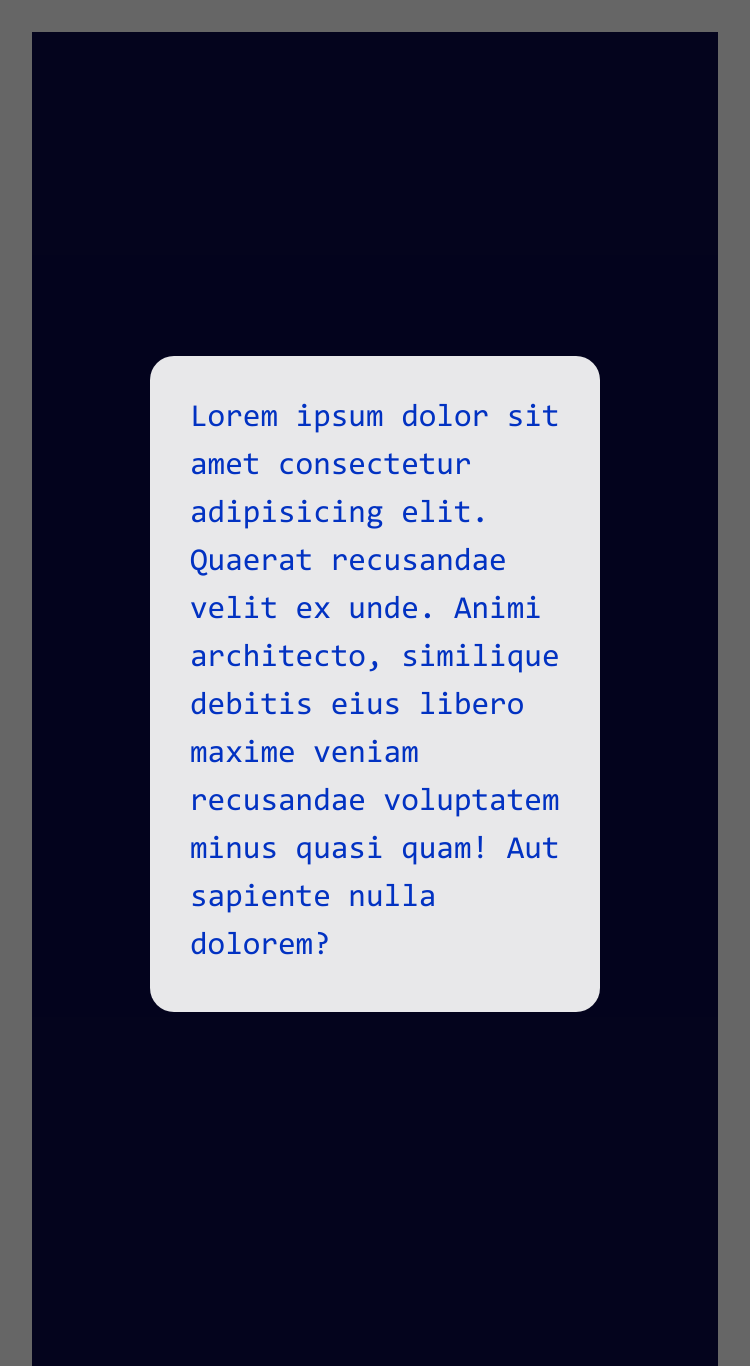 Lorem ipsum dolor sit
amet consectetur
adipisicing elit.
Quaerat recusandae
velit ex unde. Animi
architecto, similique
debitis eius libero
maxime veniam
recusandae voluptatem
minus quasi quam! Aut
sapiente nulla
dolorem?